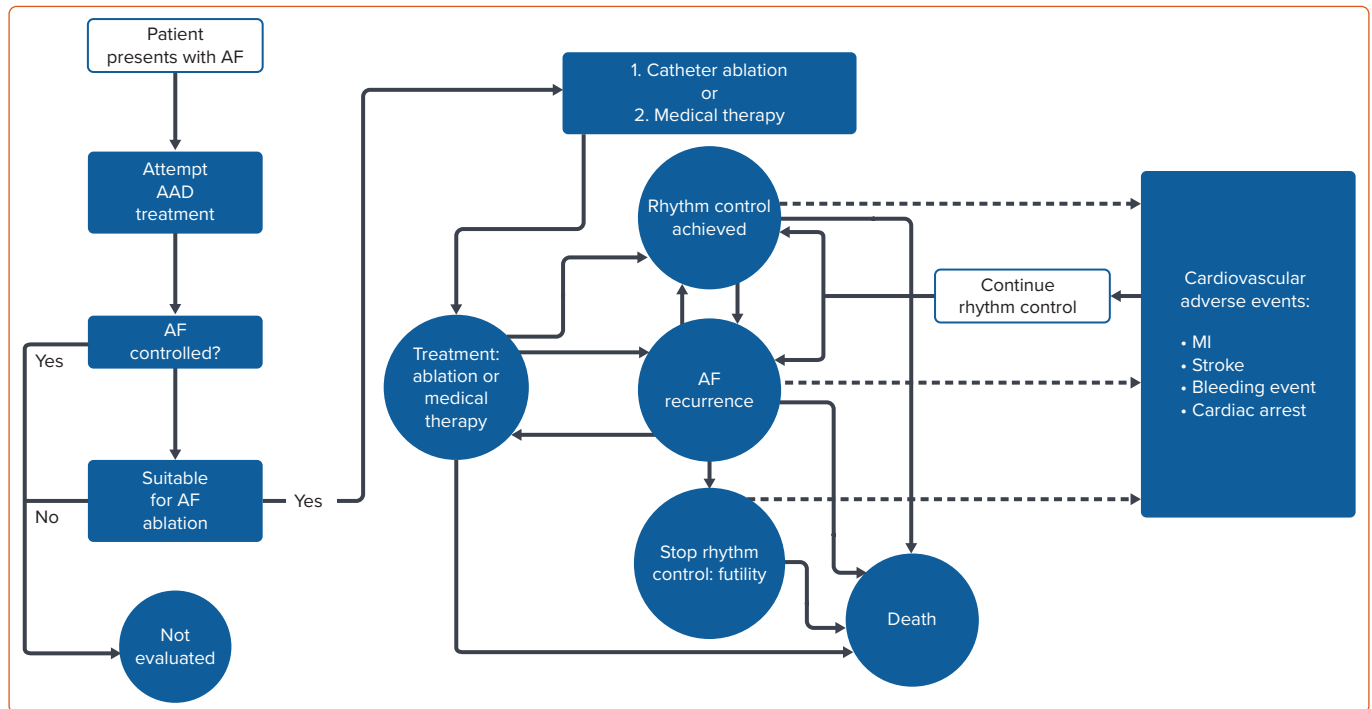 Patient
presents with AF
Attempt
AAD
treatment
AF
controlled?
Yes
Suitable
for AF
ablation
No
Yes
Not
evaluated
1. Catheter ablation
or
2. Medical therapy
Rhythm control
achieved
Treatment:
ablation or
medical
therapy
AF
recurrence
Stop rhythm
control: futility
Death
Continue
rhythm control
Cardiovascular
adverse events:
• MI
• Stroke
• Bleeding event
• Cardiac arrest